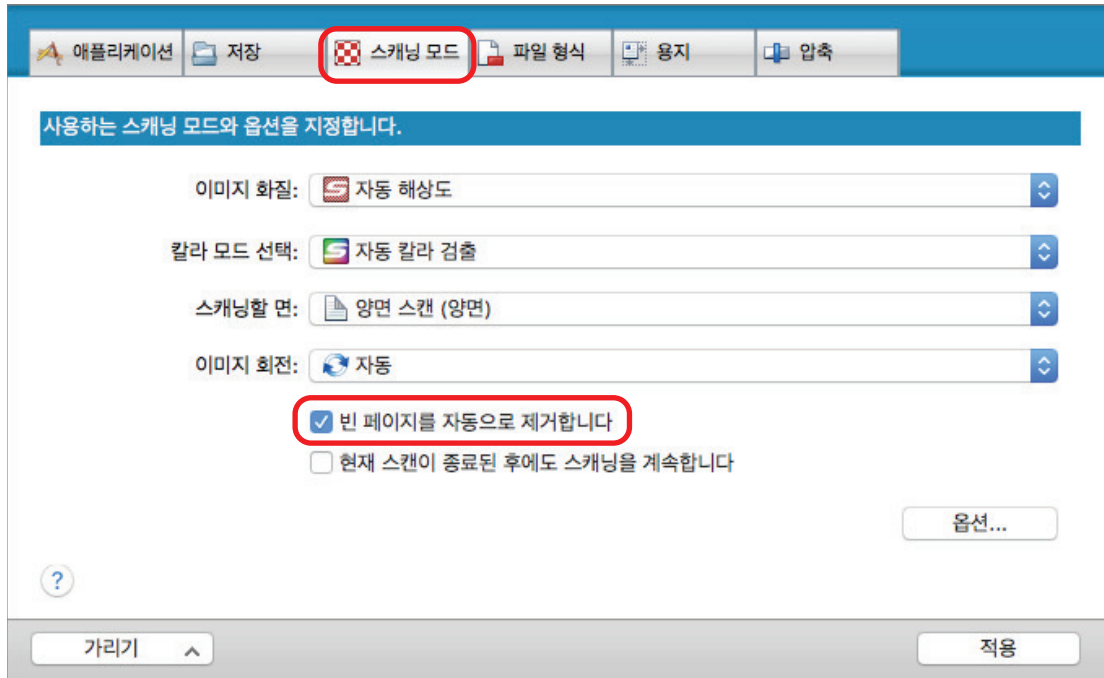 애플리케이션 저장 스캐닝 모드 파일 형식 용지 압축
사용하는 스캐닝 모드와 옵션을 지정합니다.
이미지 화질: 자동 해상도
칼라 모드 선택: 자동 칼라 검출
스캐닝할 면: 양면 스캔 (양면)
이미지 회전: 자동
빈 페이지를 자동으로 제거합니다
현재 스캔이 종료된 후에도 스캐닝을 계속합니다
옵션...
?
가리기 적용